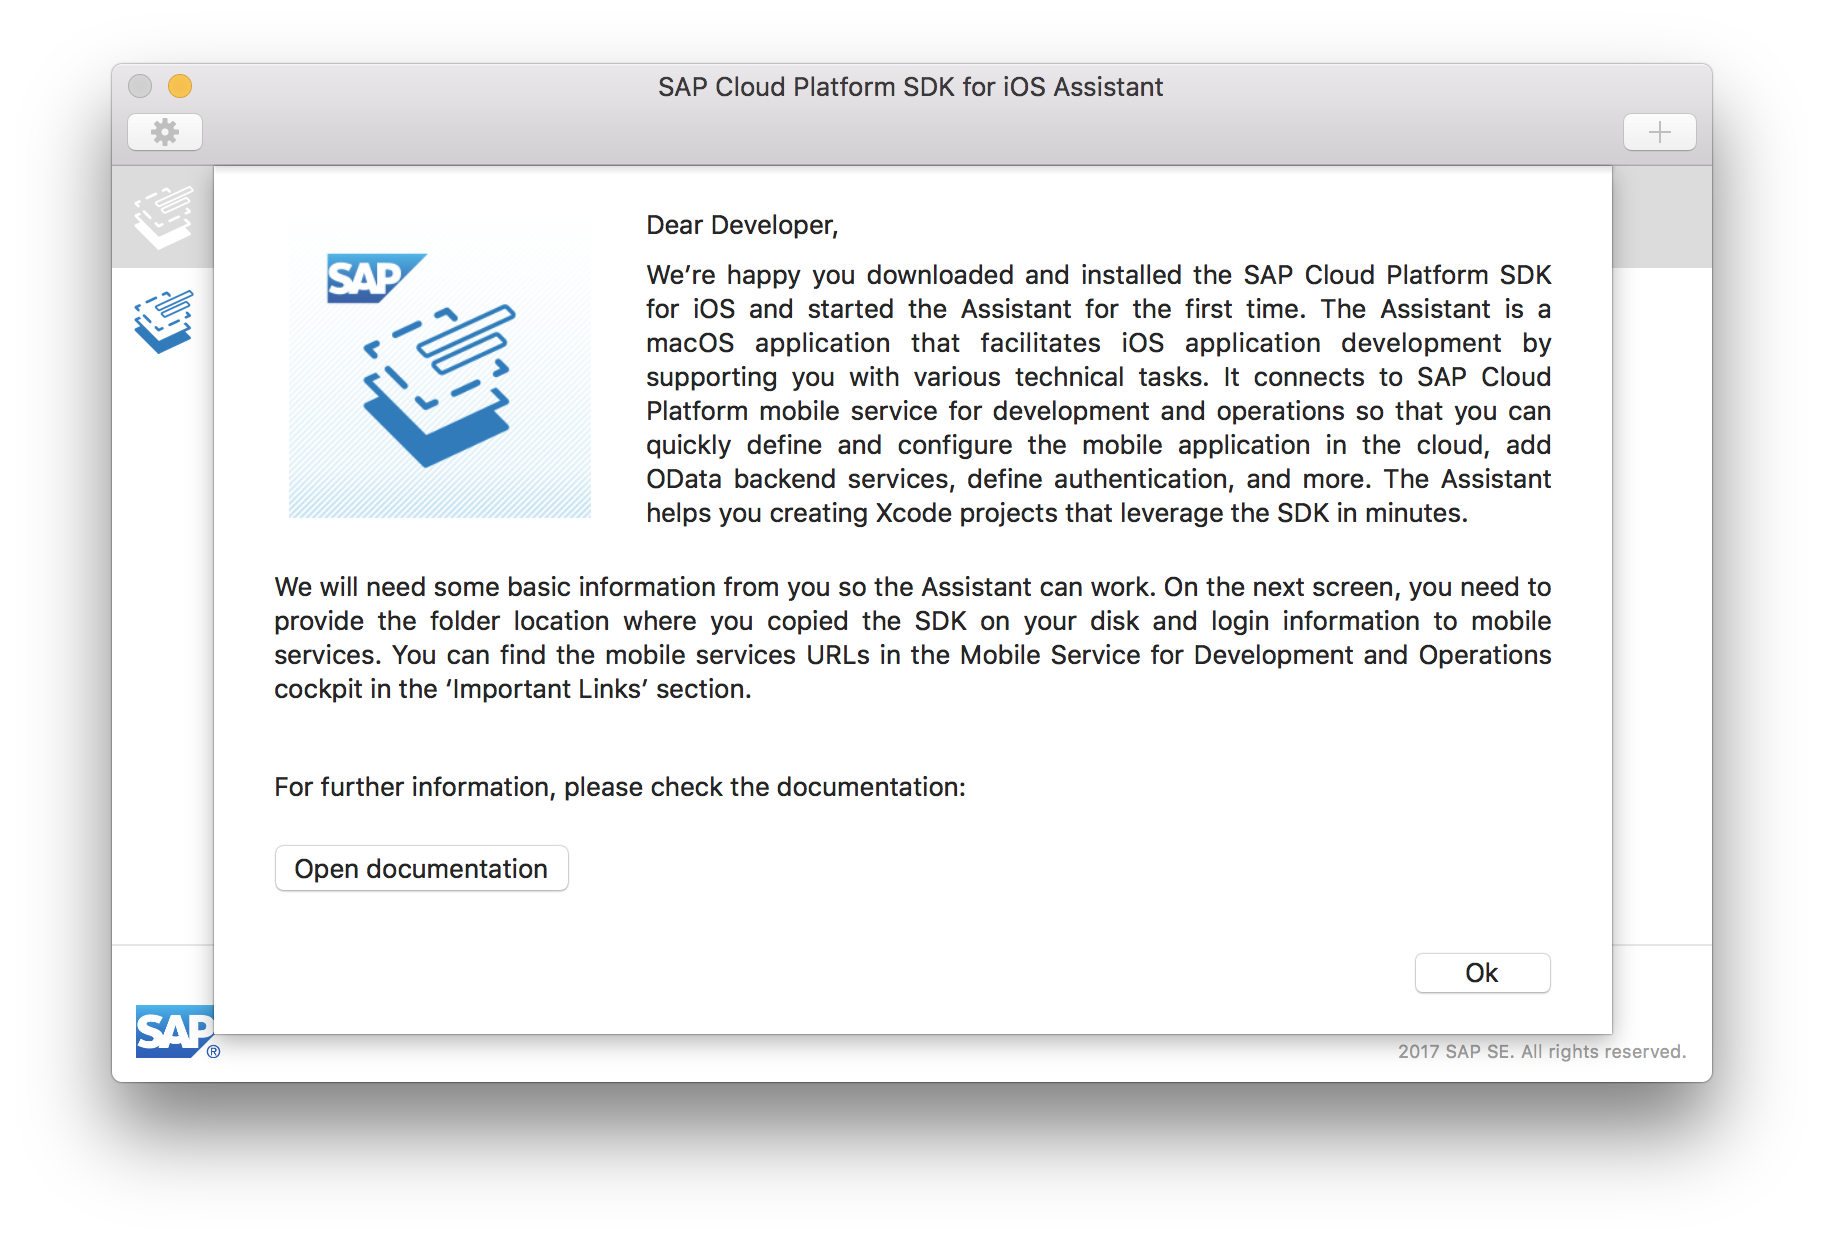 SAP Cloud Platform SDK for iOS Assistant
SAP
Dear Developer,
We’re happy you downloaded and installed the SAP Cloud Platform SDK
for iOS and started the Assistant for the first time. The Assistant is a
macOS application that facilitates iOS application development by
supporting you with various technical tasks. It connects to SAP Cloud
Platform mobile service for development and operations so that you can
quickly define and configure the mobile application in the cloud, add
OData backend services, define authentication, and more. The Assistant
helps you creating Xcode projects that leverage the SDK in minutes.
We will need some basic information from you so the Assistant can work. On the next screen, you need to
provide the folder location where you copied the SDK on your disk and login information to mobile
services. You can find the mobile services URLs in the Mobile Service for Development and Operations
cockpit in the ‘Important Links’ section.
For further information, please check the documentation:
Open documentation
Ok
SAP®
2017 SAP SE. All rights reserved.